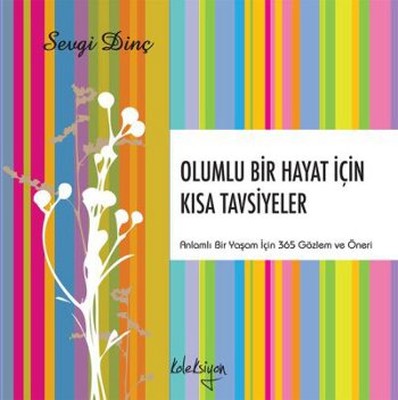 Sevgi Dinç
OLUMLU BİR HAYAT İÇİN
KISA TAVSİYELER
Anlamlı Bir Yaşam İçin 365 Gözlem ve Öneri
Koleksiyon